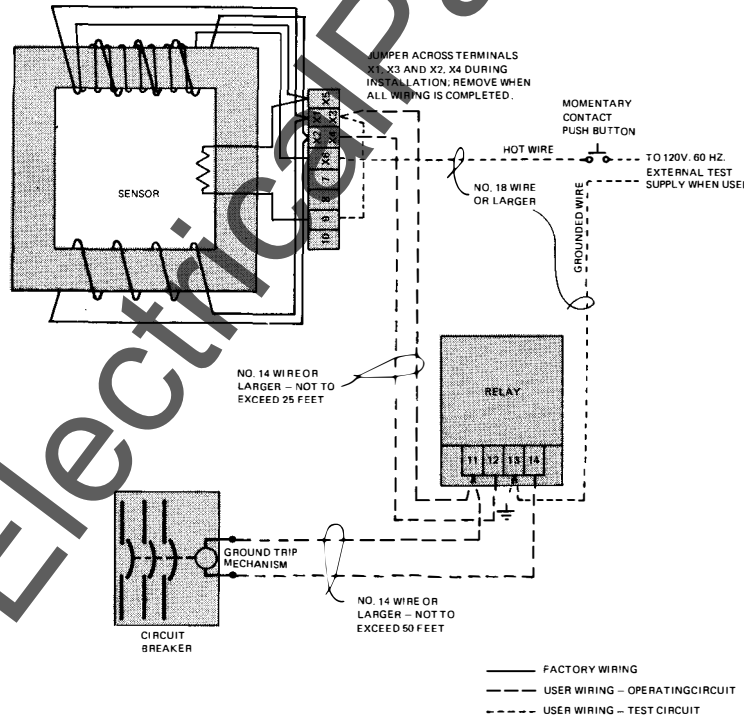 JUMPER ACROSS TERMINALS
X1, X3 AND X2, X4 DURING
INSTALLATION; REMOVE WHEN
ALL WIRING IS COMPLETED.
MOMENTARY
CONTACT
PUSH BUTTON
HOT WIRE
TO 120V. 60 HZ.
EXTERNAL TEST
SUPPLY WHEN USED
NO. 18 WIRE
OR LARGER
GROUNDED WIRE
SENSOR
X5
X1 X3
X2 X4
X6
7
8
9
10
NO. 14 WIRE OR
LARGER – NOT TO
EXCEED 25 FEET
RELAY
11 12 13 14
GROUND TRIP
MECHANISM
NO. 14 WIRE OR
LARGER – NOT TO
EXCEED 50 FEET
CIRCUIT
BREAKER
FACTORY WIRING
USER WIRING – OPERATING CIRCUIT
USER WIRING – TEST CIRCUIT
ElectricalPa